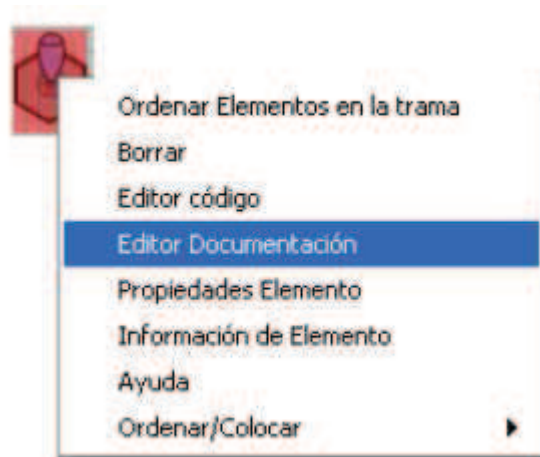 Ordenar Elementos en la trama
Borrar
Editor código
Editor Documentación
Propiedades Elemento
Información de Elemento
Ayuda
Ordenar/Colocar